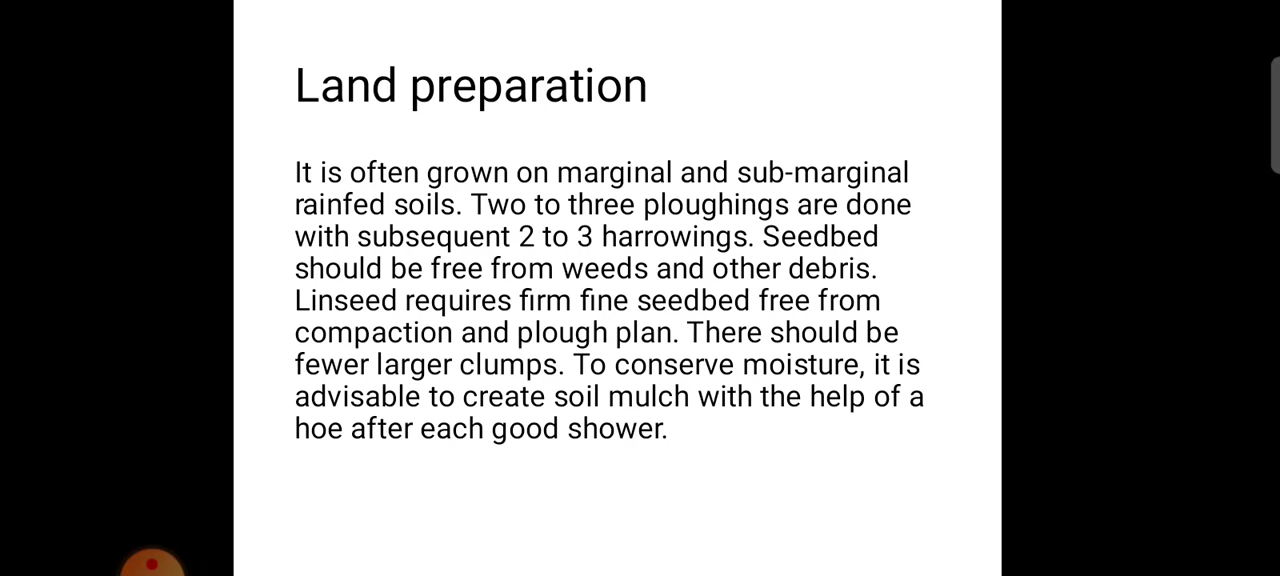 Land preparation
It is often grown on marginal and sub-marginal
rainfed soils. Two to three ploughings are done
with subsequent 2 to 3 harrowings. Seedbed
should be free from weeds and other debris.
Linseed requires firm fine seedbed free from
compaction and plough plan. There should be
fewer larger clumps. To conserve moisture, it is
advisable to create soil mulch with the help of a
hoe after each good shower.